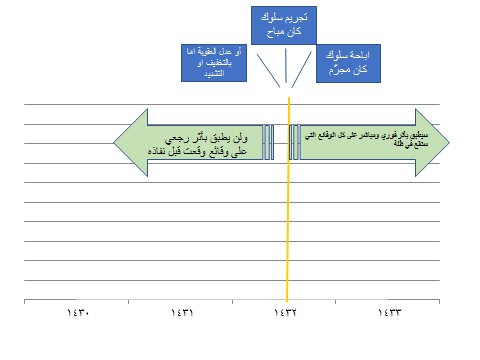 تجريم سلوك
كان مباح
أو عدل العقوبة اما
بالتخفيف او
التشديد
اباحة سلوك
كان مجرّم
ولن يطبق بأثر رجعي
على وقائع وقعت قبل نفاذه
سيطبق بأثر فوري ومباشر على كل الوقائع التي
ستقع في ظله
١٤٣٠
١٤٣١
١٤٣٢
١٤٣٣